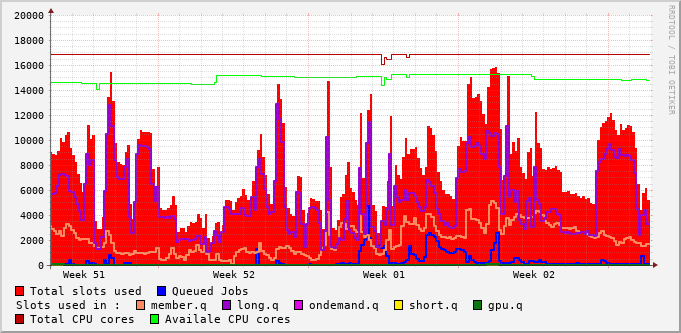 20000
18000
16000
14000
12000
10000
8000
6000
4000
2000
0
Week 51 Week 52 Week 01 Week 02
Total slots used Queued Jobs
Slots used in : member.q long.q ondemand.q short.q gpu.q
Total CPU cores Availale CPU cores
RRDTOOL / TOBI OETIKER